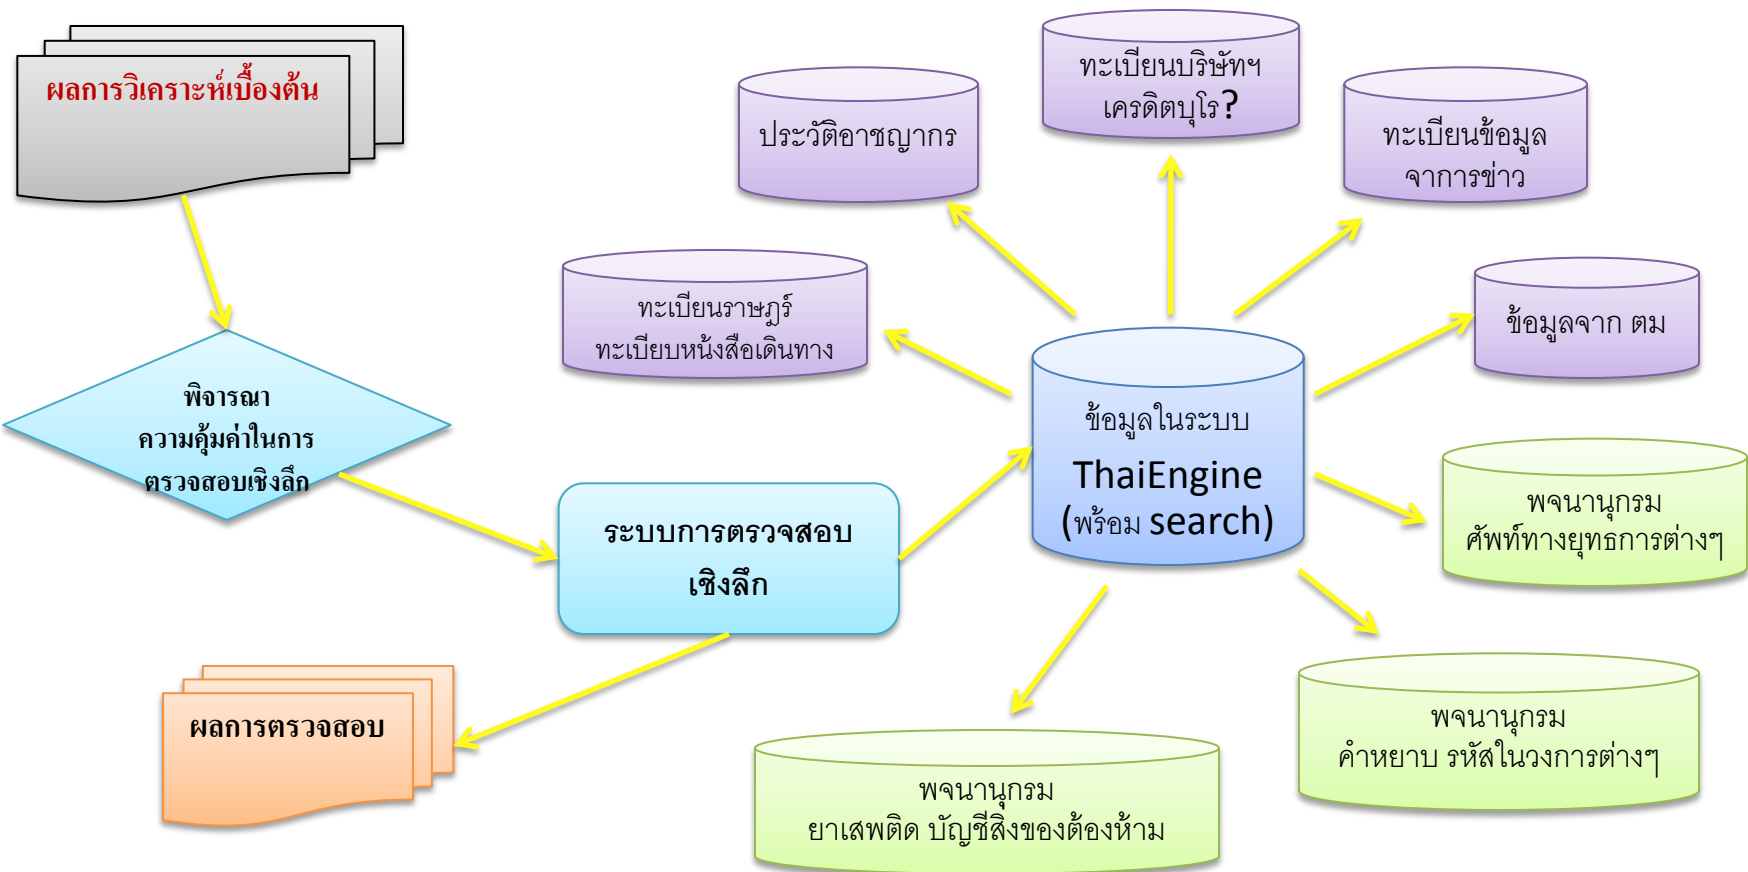 ผลการวิเคราะห์เบื้องต้น
ทะเบียนบริษัทฯ
เครดิตบุโร?
ประวัติอาชญากร
ทะเบียนข้อมูล
จาการข่าว
ทะเบียนราษฎร์
ทะเบียบหนังสือเดินทาง
ข้อมูลจาก ตม
พิจารณา
ความคุ้มค่าในการ
ตรวจสอบเชิงลึก
ข้อมูลในระบบ
ThaiEngine
(พร้อม search)
ระบบการตรวจสอบ
เชิงลึก
พจนานุกรม
ศัพท์ทางยุทธการต่างๆ
ผลการตรวจสอบ
พจนานุกรม
คำหยาบ รหัสในวงการต่างๆ
พจนานุกรม
ยาเสพติด บัญชีสิ่งของต้องห้าม